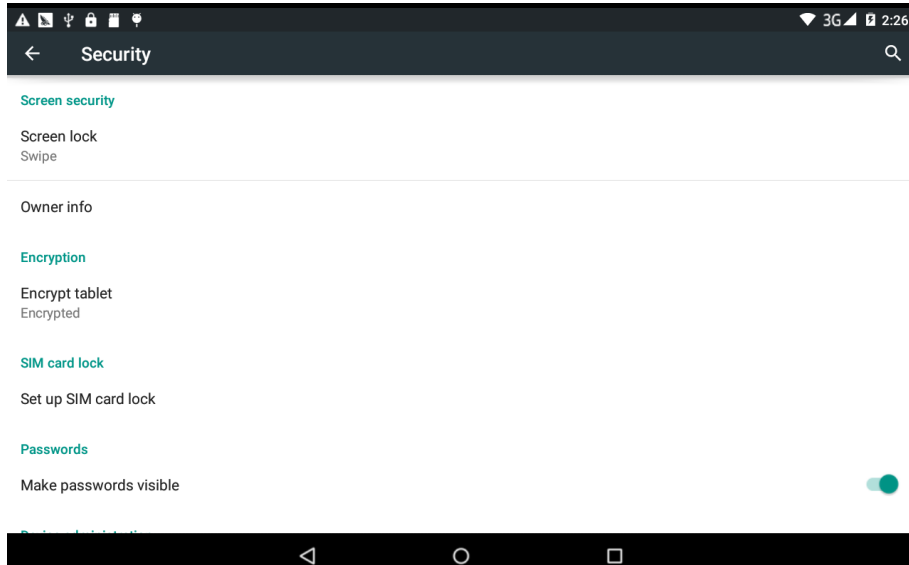 3G 2:26
Security
Screen security
Screen lock
Swipe
Owner info
Encryption
Encrypt tablet
Encrypted
SIM card lock
Set up SIM card lock
Passwords
Make passwords visible